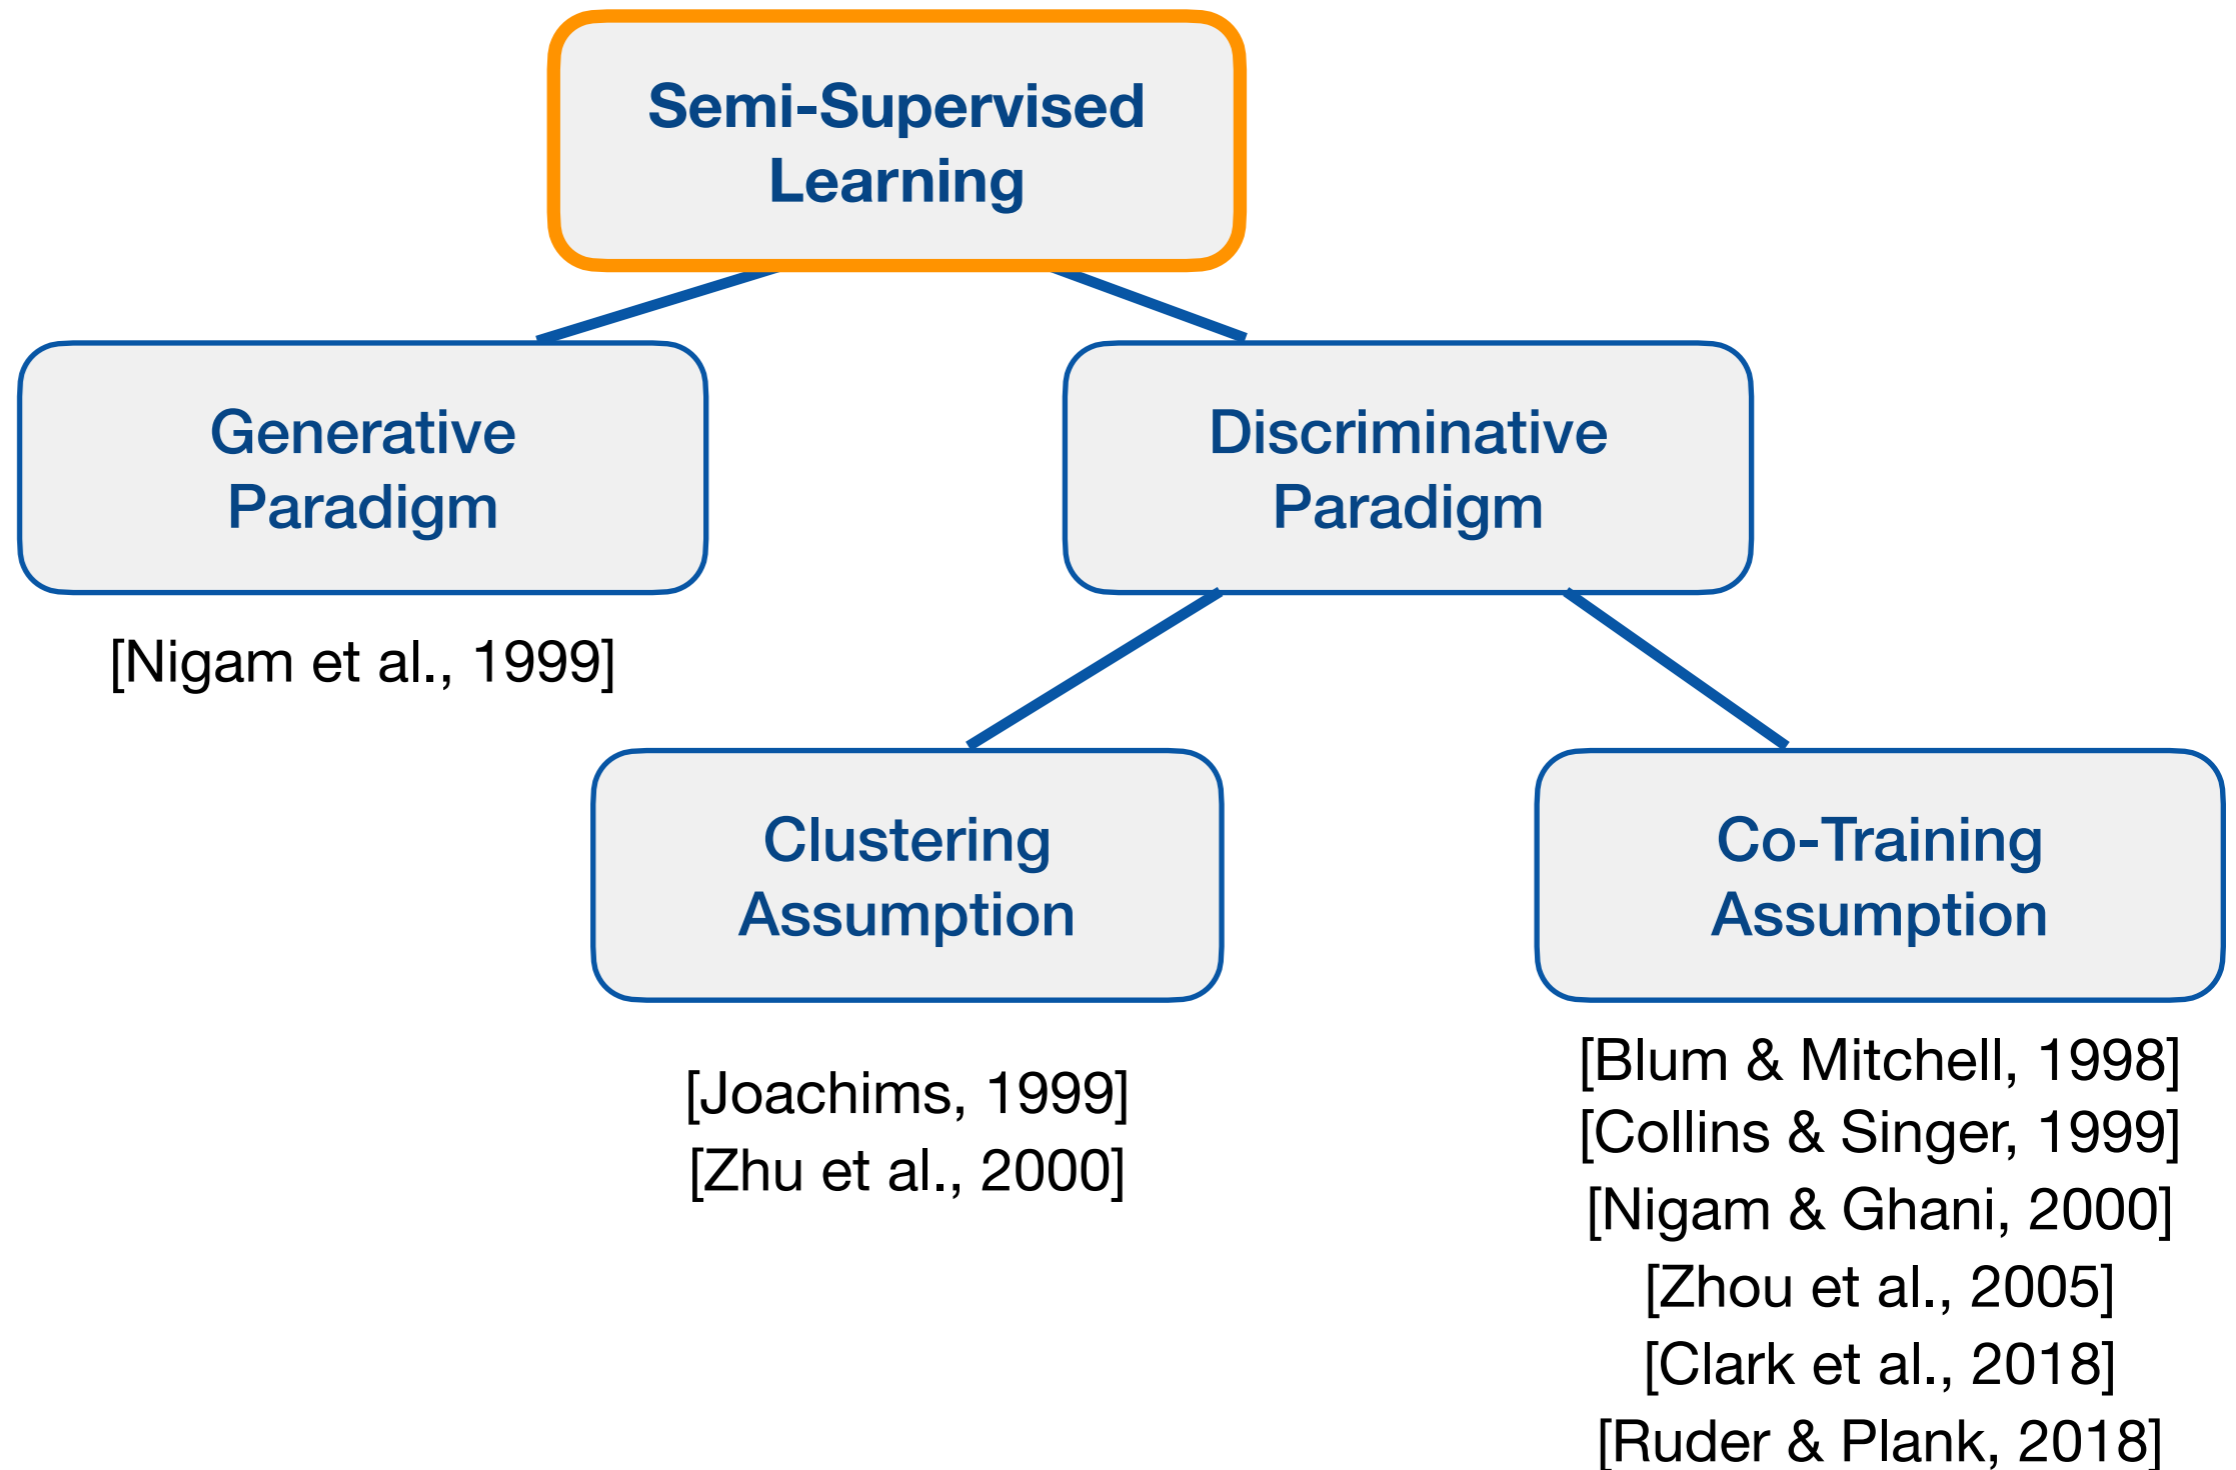 Semi-Supervised
Learning
Generative
Paradigm
Discriminative
Paradigm
[Nigam et al., 1999]
Clustering
Assumption
Co-Training
Assumption
[Joachims, 1999]
[Zhu et al., 2000]
[Blum & Mitchell, 1998]
[Collins & Singer, 1999]
[Nigam & Ghani, 2000]
[Zhou et al., 2005]
[Clark et al., 2018]
[Ruder & Plank, 2018]